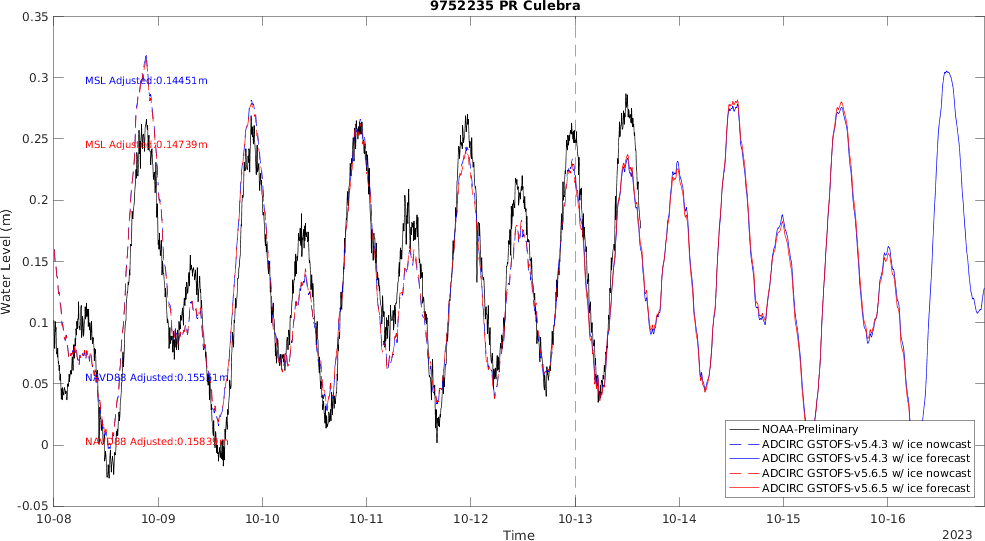 9752235 PR Culebra
0.35
0.3
0.25
0.2
0.15
0.1
0.05
0
-0.05
Water Level (m)
MSL Adjusted:0.14451m
MSL Adjusted:0.14739m
NAVD88 Adjusted:0.15551m
NAVD88 Adjusted:0.15839m
NOAA-Preliminary
ADCIRC GSTOFS-v5.4.3 w/ ice nowcast
ADCIRC GSTOFS-v5.4.3 w/ ice forecast
ADCIRC GSTOFS-v5.6.5 w/ ice nowcast
ADCIRC GSTOFS-v5.6.5 w/ ice forecast
10-08 10-09 10-10 10-11 10-12 10-13 10-14 10-15 10-16
Time
2023